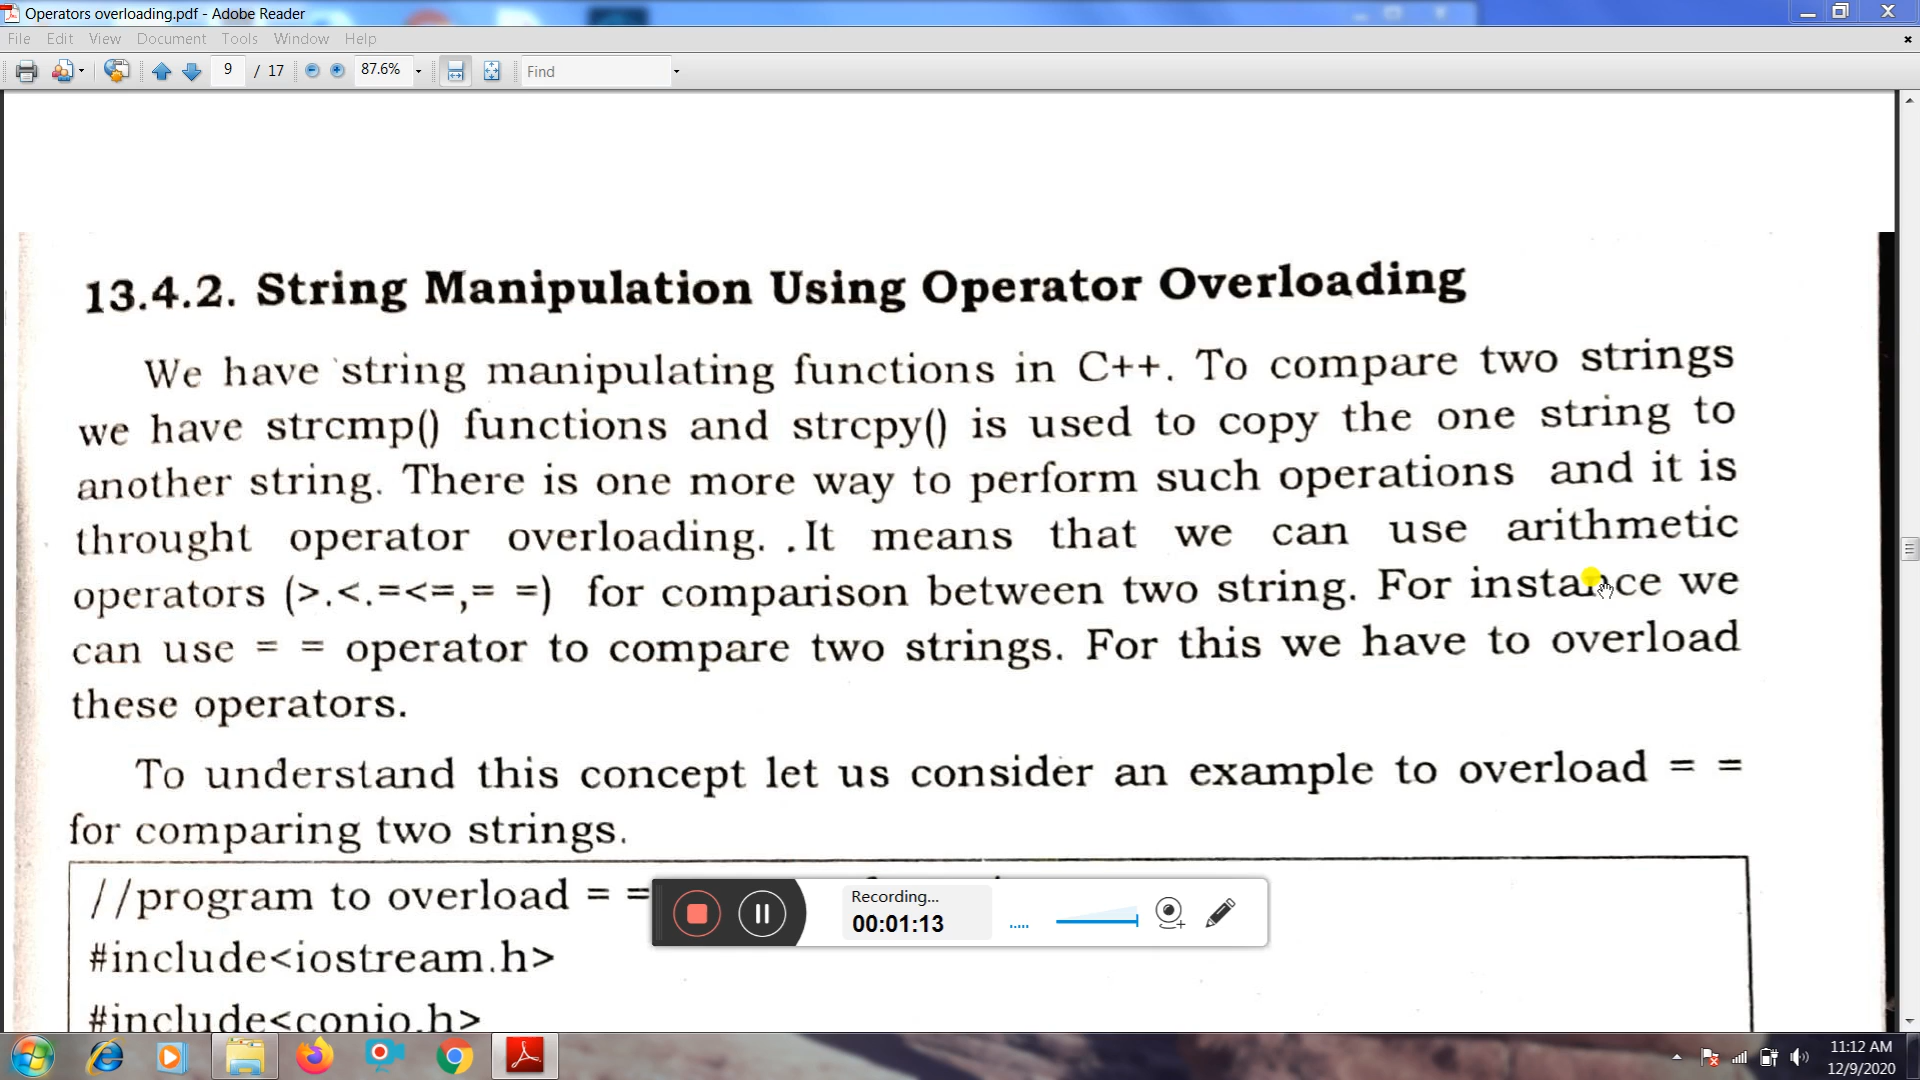 Operators overloading.pdf - Adobe Reader
File Edit View Document Tools Window Help
9 / 17 87.6% Find
13.4.2. String Manipulation Using Operator Overloading
We have string manipulating functions in C++. To compare two strings
we have strcmp() functions and strcpy() is used to copy the one string to
another string. There is one more way to perform such operations and it is
throught operator overloading. .It means that we can use arithmetic
operators (>.<.=<=,= =) for comparison between two string. For instance we
can use = = operator to compare two strings. For this we have to overload
these operators.
To understand this concept let us consider an example to overload = =
for comparing two strings.
//program to overload = =
#include<iostream.h>
#include<conio.h>
Recording...
00:01:13
11:12 AM
12/9/2020